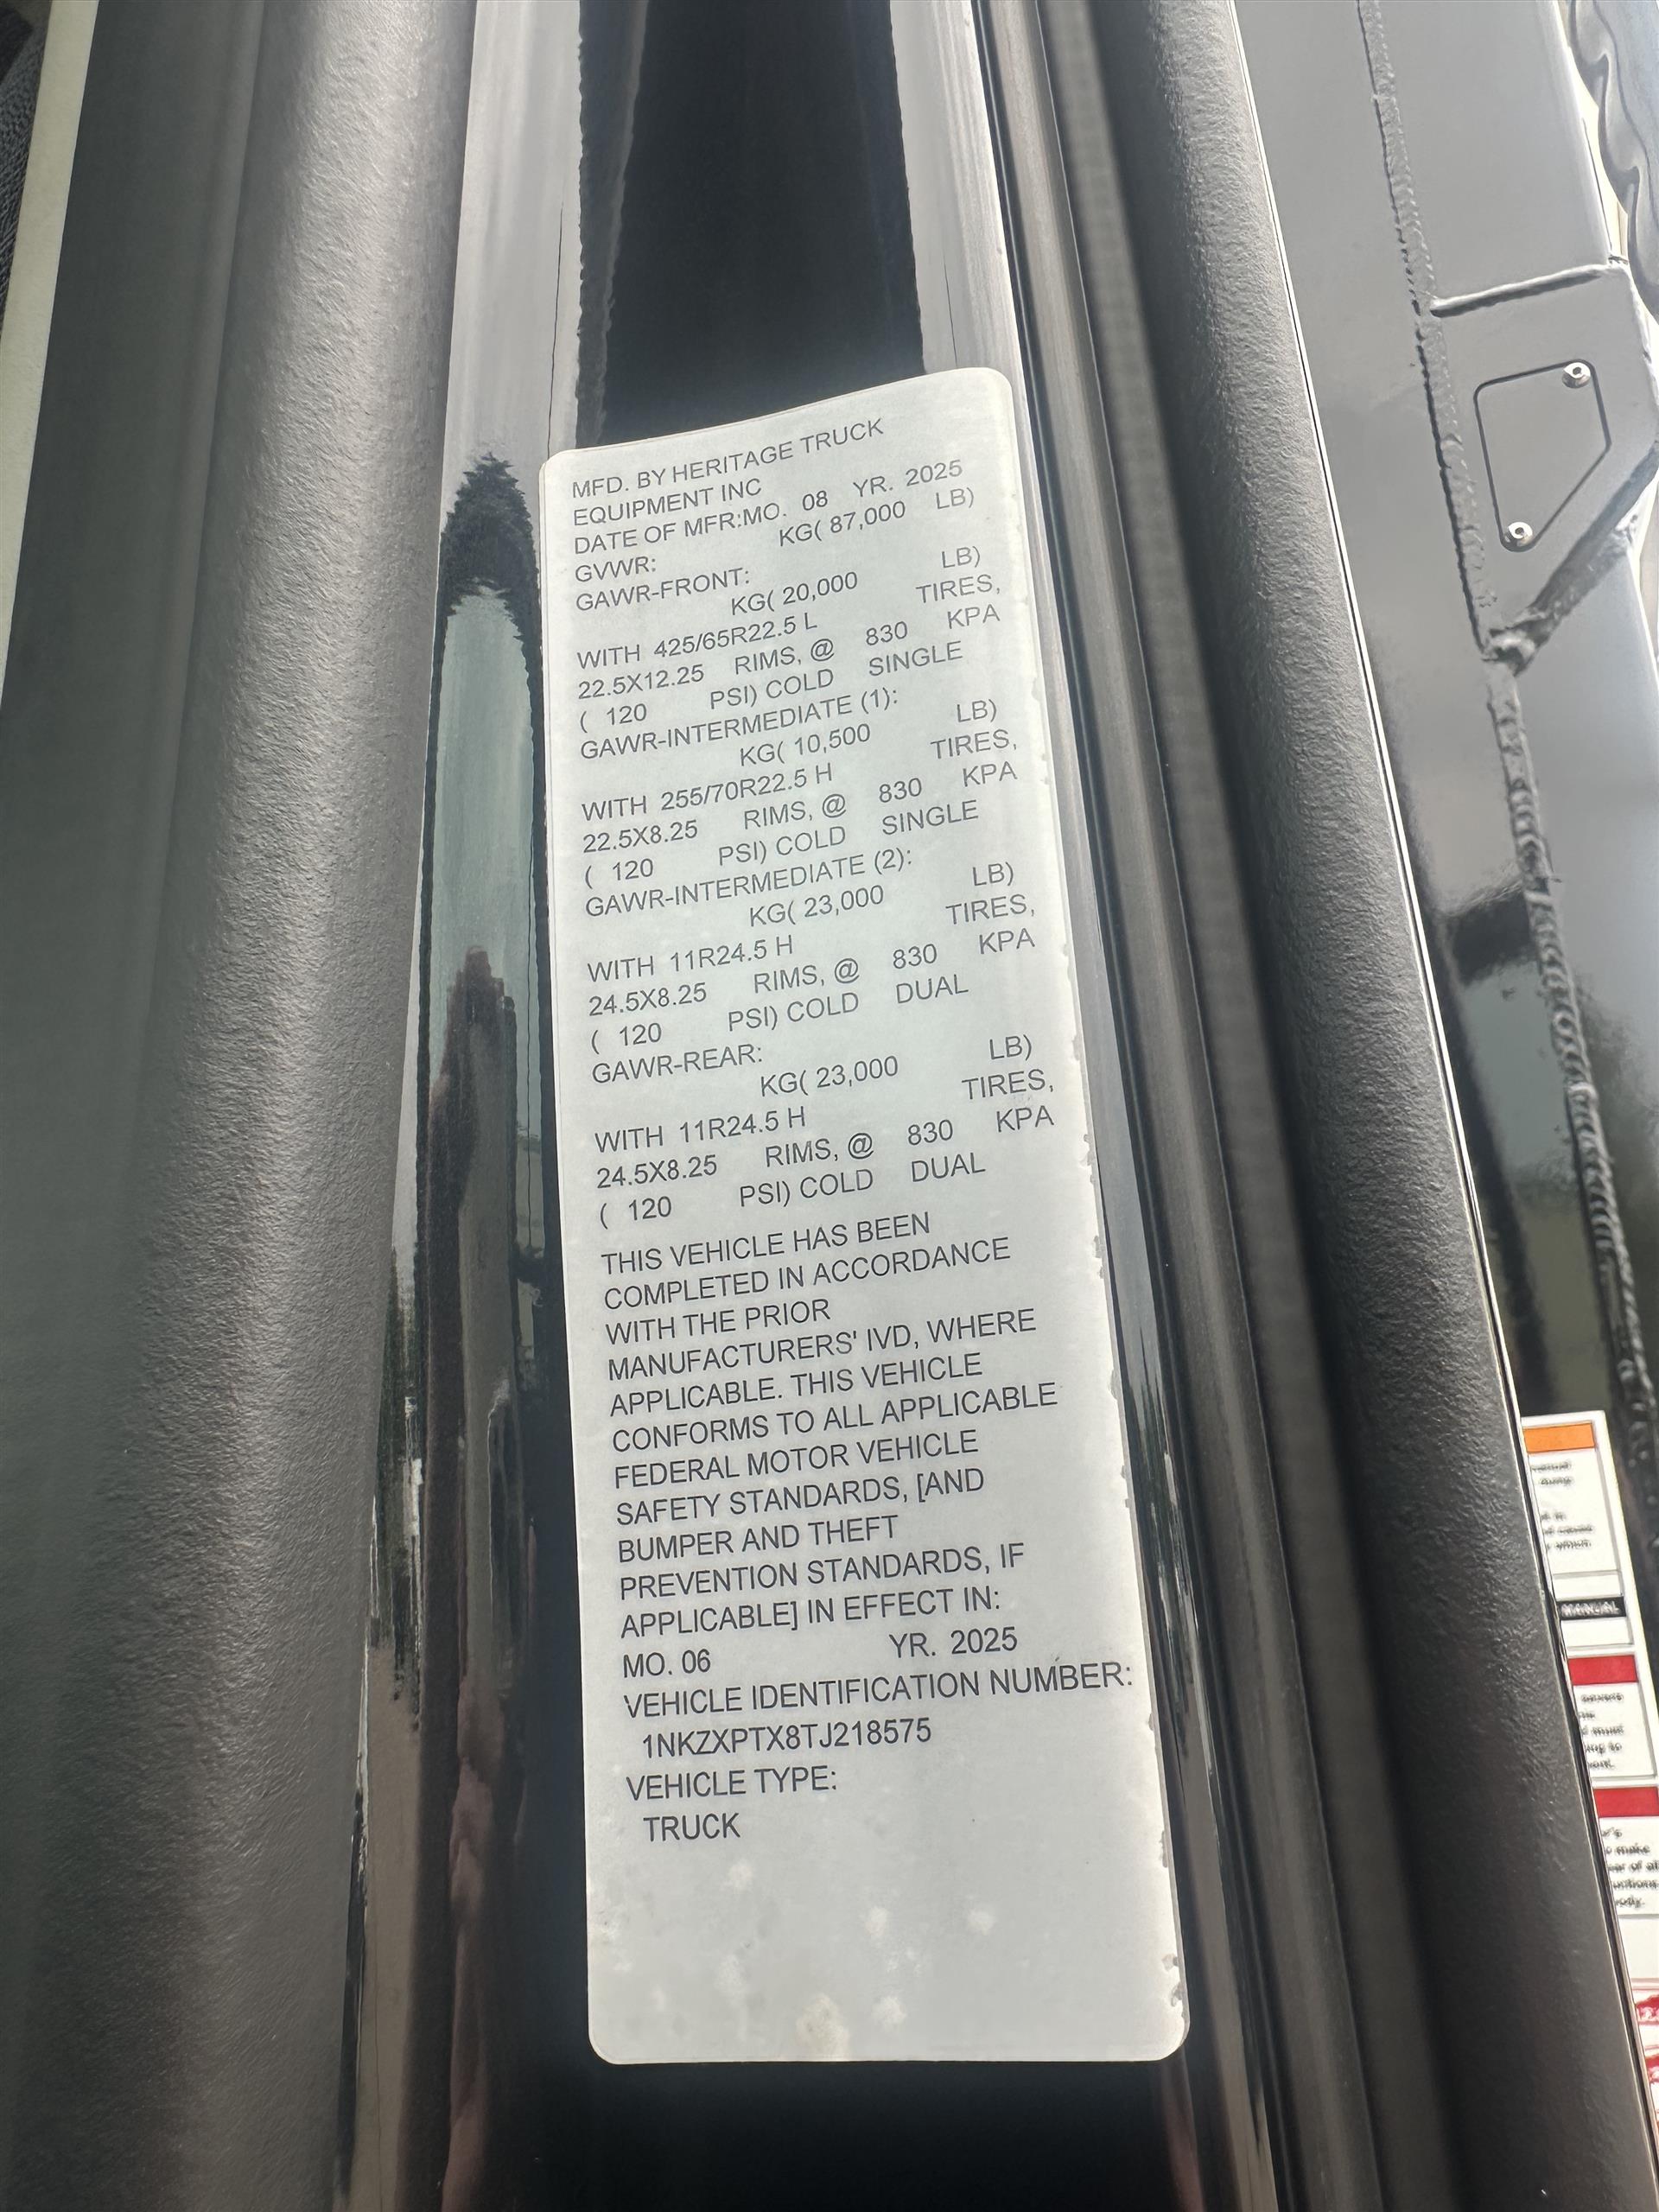 MFD. BY HERITAGE TRUCK
EQUIPMENT INC
DATE OF MFR:MO. 08 YR. 2025
GVWR: KG( 87,000 LB)
GAWR-FRONT:
KG( 20,000 LB)
WITH 425/65R22.5 L TIRES,
22.5X12.25 RIMS, @ 830 KPA
( 120 PSI) COLD SINGLE
GAWR-INTERMEDIATE (1):
KG( 10,500 LB)
WITH 255/70R22.5 H TIRES,
22.5X8.25 RIMS, @ 830 KPA
( 120 PSI) COLD SINGLE
GAWR-INTERMEDIATE (2):
KG( 23,000 LB)
WITH 11R24.5 H TIRES,
24.5X8.25 RIMS, @ 830 KPA
( 120 PSI) COLD DUAL
GAWR-REAR:
KG( 23,000 LB)
WITH 11R24.5 H TIRES,
24.5X8.25 RIMS, @ 830 KPA
( 120 PSI) COLD DUAL
THIS VEHICLE HAS BEEN
COMPLETED IN ACCORDANCE
WITH THE PRIOR
MANUFACTURERS' IVD, WHERE
APPLICABLE. THIS VEHICLE
CONFORMS TO ALL APPLICABLE
FEDERAL MOTOR VEHICLE
SAFETY STANDARDS, [AND
BUMPER AND THEFT
PREVENTION STANDARDS, IF
APPLICABLE] IN EFFECT IN:
MO. 06 YR. 2025
VEHICLE IDENTIFICATION NUMBER:
1NKZXPTX8TJ218575
VEHICLE TYPE:
TRUCK
MANUAL